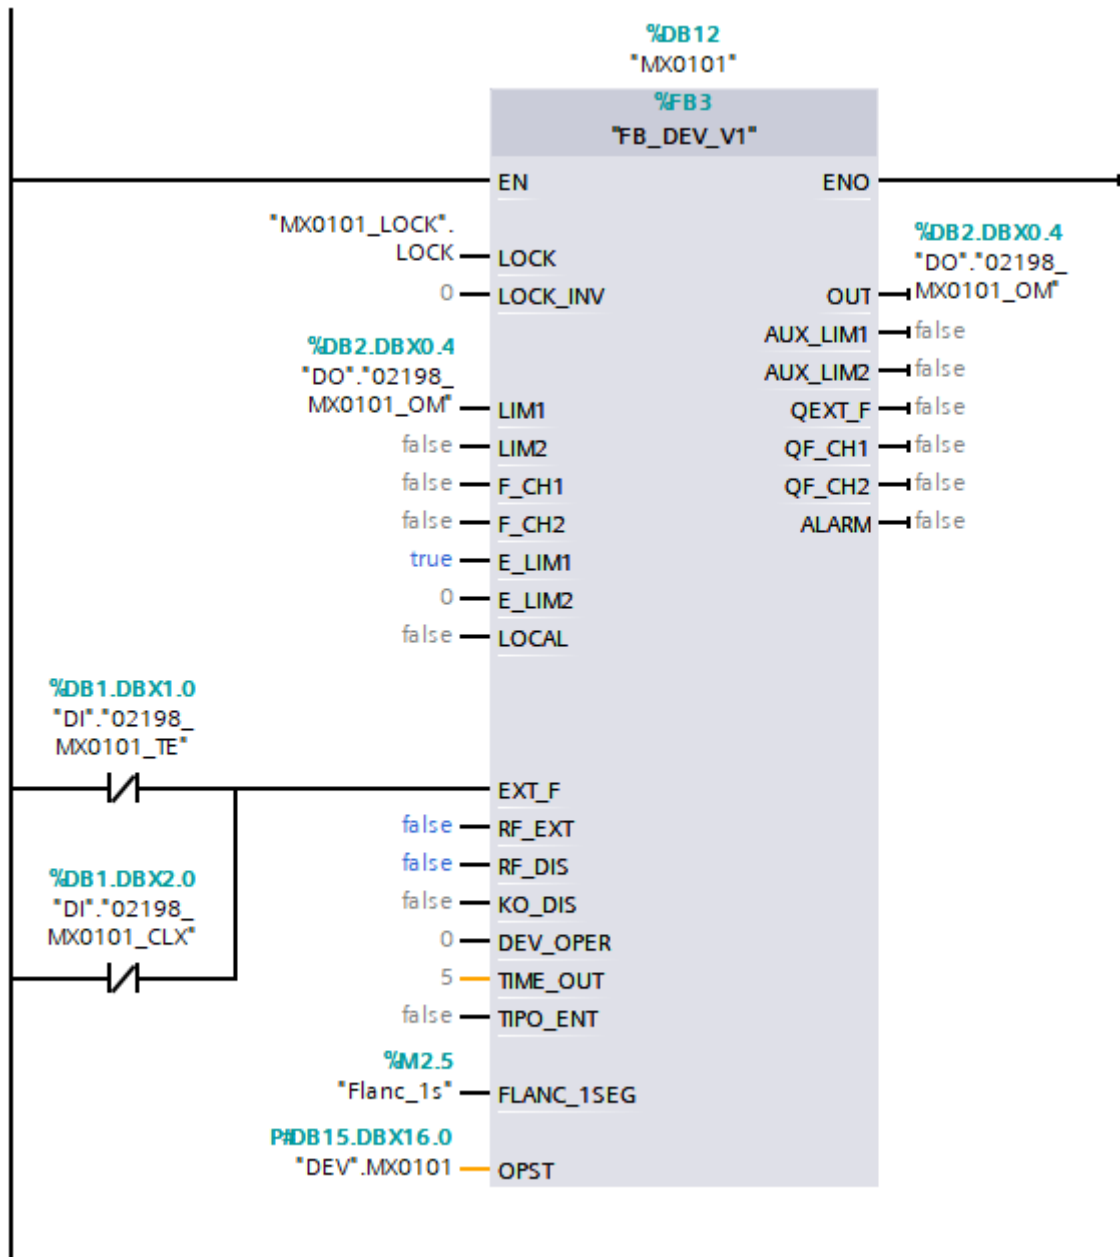 %DB12
"MX0101"
%FB3
"FB_DEV_V1"
EN
ENO
"MX0101_LOCK".
LOCK
LOCK
0
LOCK_INV
%DB2.DBX0.4
"DO"."02198_
MX0101_OM"
OUT
false
AUX_LIM1
false
AUX_LIM2
false
QEXT_F
false
QF_CH1
false
QF_CH2
false
ALARM
%DB2.DBX0.4
"DO"."02198_
MX0101_OM"
LIM1
false
LIM2
false
F_CH1
false
F_CH2
true
E_LIM1
0
E_LIM2
false
LOCAL
%DB1.DBX1.0
"DI"."02198_
MX0101_TE"
EXT_F
false
RF_EXT
false
RF_DIS
%DB1.DBX2.0
"DI"."02198_
MX0101_CLX"
false
KO_DIS
0
DEV_OPER
5
TIME_OUT
false
TIPO_ENT
%M2.5
"Flanc_1s"
FLANC_1SEG
P#DB15.DBX16.0
"DEV".MX0101
OPST